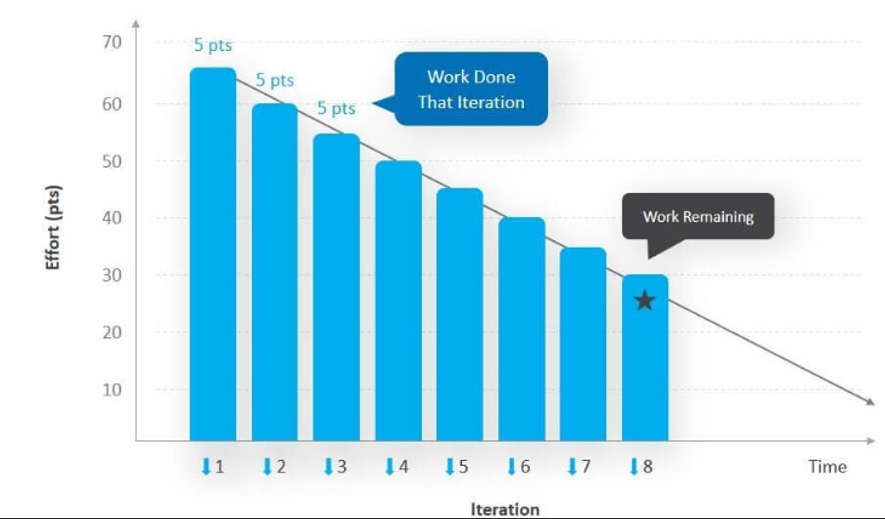 70
5 pts
5 pts
Work Done
That Iteration
60
5 pts
50
40
Work Remaining
30
20
10
Effort (pts)
1 2 3 4 5 6 7 8 Time
Iteration